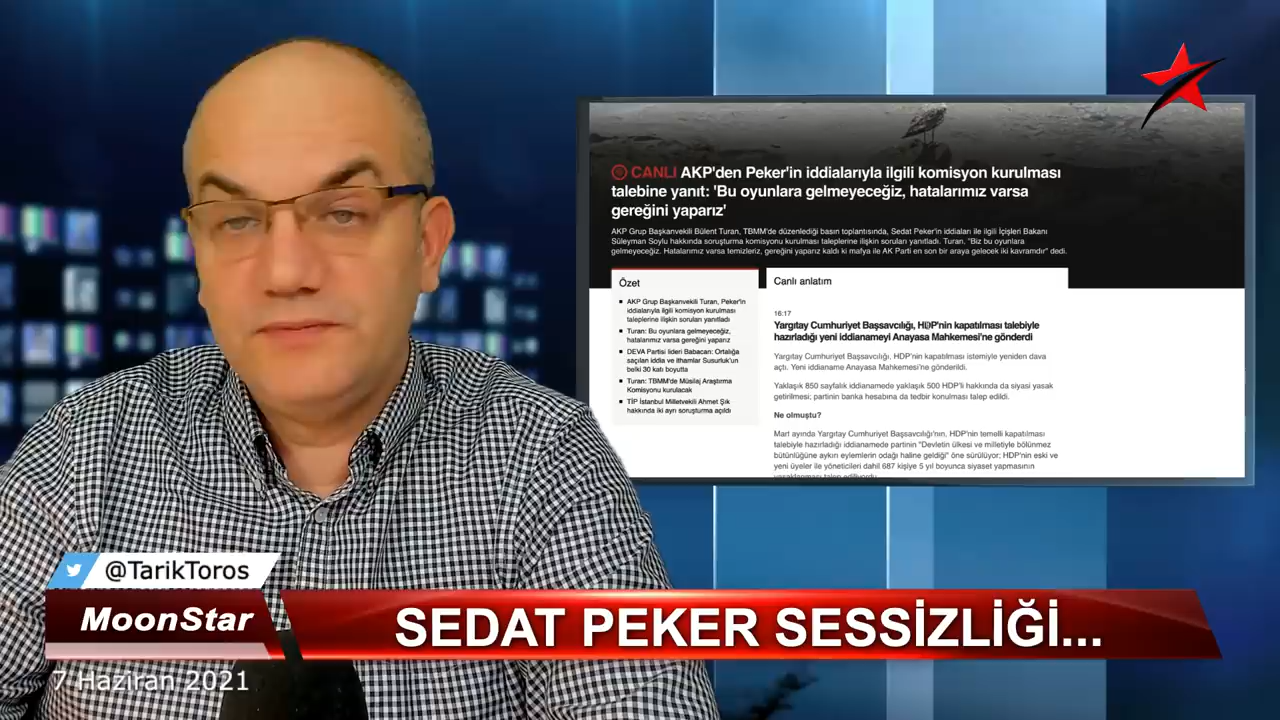 CANLI AKP'den Peker'in iddialarıyla ilgili komisyon kurulması
talebine yanıt: 'Bu oyunlara gelmeyeceğiz, hatalarımız varsa
gereğini yaparız'
AKP Grup Başkanvekili Bülent Turan, TBMM'de düzenlediği basın toplantısında, Sedat Peker'in iddiaları ile ilgili İçişleri Bakanı
Süleyman Soylu hakkında soruşturma komisyonu kurulması taleplerine ilişkin soruları yanıtladı. Turan, "Biz bu oyunlara
gelmeyeceğiz. Hatalarımız varsa temizleriz, gereğini yaparız kaldı ki mafya ile AK Parti en son bir araya gelecek iki kavramdır" dedi.
Özet
AKP Grup Başkanvekili Turan, Peker'in
iddialarıyla ilgili komisyon kurulması
taleplerine ilişkin soruları yanıtladı
Turan: Bu oyunlara gelmeyeceğiz,
hatalarımız varsa gereğini yaparız
DEVA Partisi lideri Babacan: Ortalığa
saçılan iddia ve ithamlar Susurluk'un
belki 30 katı boyutta
Turan: TBMM'de Müsilaj Araştırma
Komisyonu kurulacak
TİP İstanbul Milletvekili Ahmet Şık
hakkında iki ayrı soruşturma açıldı
Canlı anlatım
16:17
Yargıtay Cumhuriyet Başsavcılığı, HDP'nin kapatılması talebiyle
hazırladığı yeni iddianameyi Anayasa Mahkemesi'ne gönderdi
Yargıtay Cumhuriyet Başsavcılığı, HDP'nin kapatılması istemiyle yeniden dava
açtı. Yeni iddianame Anayasa Mahkemesi'ne gönderildi.
Yaklaşık 850 sayfalık iddianamede yaklaşık 500 HDP'li hakkında da siyasi yasak
getirilmesi; partinin banka hesabına da tedbir konulması talep edildi.
Ne olmuştu?
Mart ayında Yargıtay Cumhuriyet Başsavcılığı'nın, HDP'nin temelli kapatılması
talebiyle hazırladığı iddianamede partinin "Devletin ülkesi ve milletiyle bölünmez
bütünlüğüne aykırı eylemlerin odağı haline geldiği" öne sürülüyor; HDP'nin eski ve
yeni üyeler ile yöneticileri dahil 687 kişiye 5 yıl boyunca siyaset yapmasının
yasaklanması talep ediliyordu.
@TarikToros
MoonStar
SEDAT PEKER SESSİZLİĞİ...
7 Haziran 2021